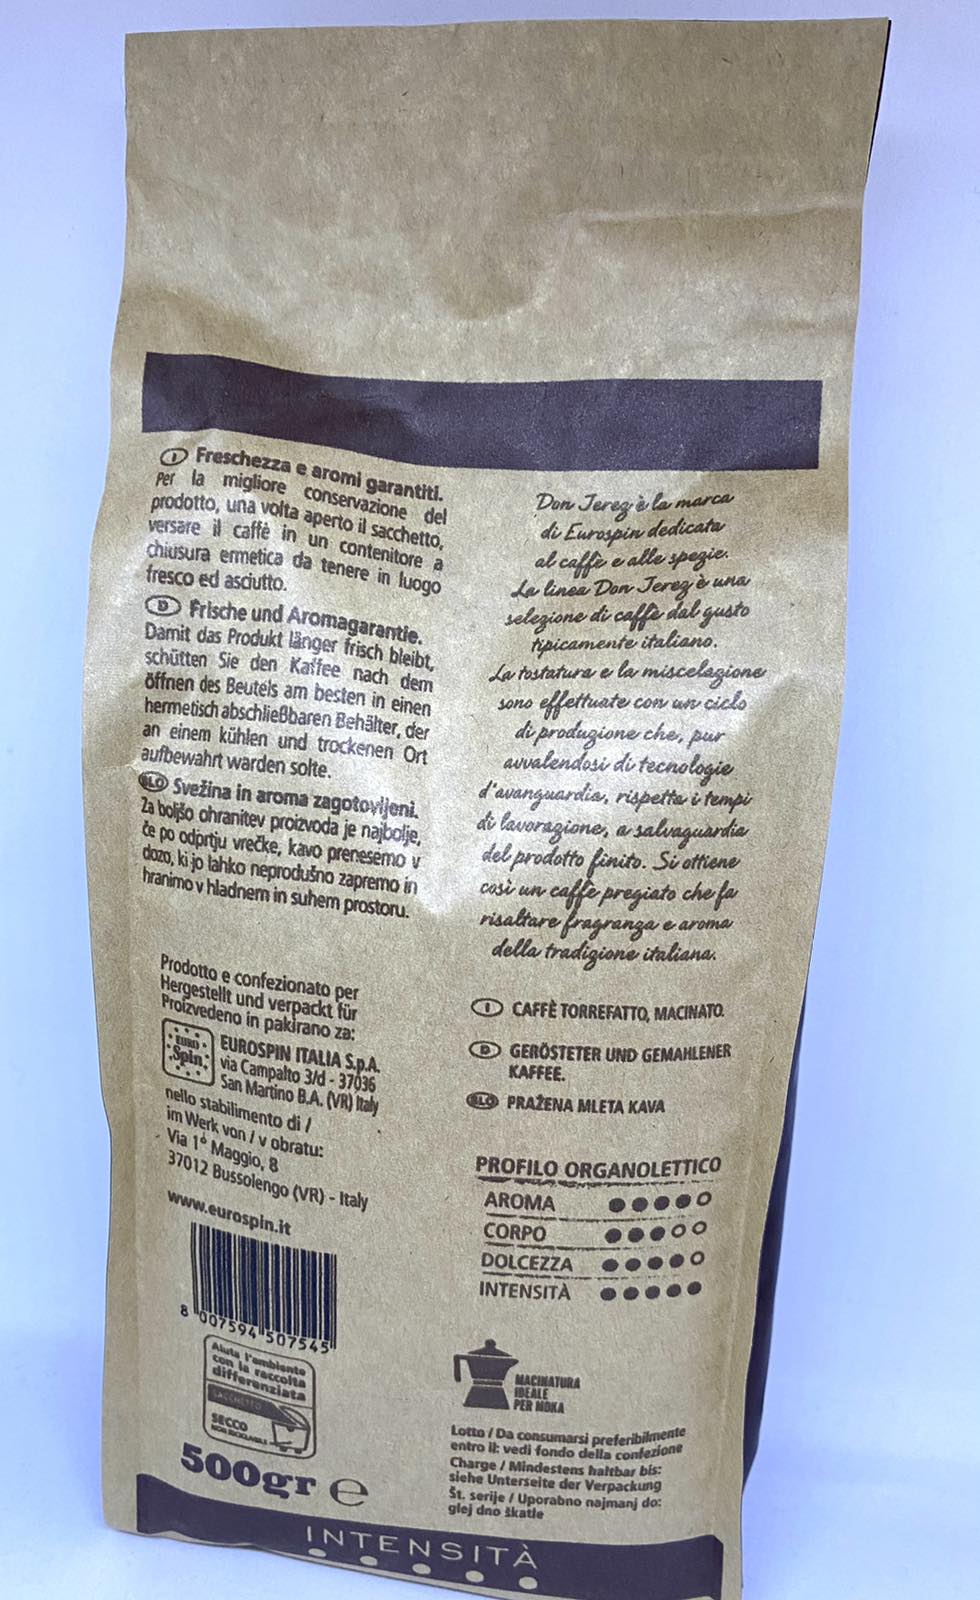 I Freschezza e aromi garantiti.
Per la migliore conservazione del
prodotto, una volta aperto il sacchetto,
versare il caffè in un contenitore a
chiusura ermetica da tenere in luogo
fresco ed asciutto.
D Frische und Aromagarantie.
Damit das Produkt länger frisch bleibt,
schütten Sie den Kaffee nach dem
öffnen des Beutels am besten in einen
hermetisch abschließbaren Behälter, der
an einem kühlen und trockenen Ort
aufbewahrt warden solte.
SLO Svežina in aroma zagotovljeni.
Za boljšo ohranitev proizvoda je najbolje,
če po odprtju vrečke, kavo prenesemo v
dozo, ki jo lahko neprodušno zapremo in
hranimo v hladnem in suhem prostoru.
Prodotto e confezionato per
Hergestellt und verpackt für
Proizvedeno in pakirano za:
EURO
Spin
EUROSPIN ITALIA S.p.A.
via Campalto 3/d - 37036
San Martino B.A. (VR) Italy
nello stabilimento di /
im Werk von / v obratu:
Via 1° Maggio, 8
37012 Bussolengo (VR) - Italy
www.eurospin.it
8 007594 507545
Aiuta l'ambiente
con la raccolta
differenziata
SACCHETTO
SECCO
NON RICICLABILE
500gr e
Don Jerez è la marca
di Eurospin dedicata
al caffè e alle spezie.
La linea Don Jerez è una
selezione di caffè dal gusto
tipicamente italiano.
La tostatura e la miscelazione
sono effettuate con un ciclo
di produzione che, pur
avvalendosi di tecnologie
d'avanguardia, rispetta i tempi
di lavorazione, a salvaguardia
del prodotto finito. Si ottiene
così un caffè pregiato che fa
risaltare fragranza e aroma
della tradizione italiana.
I CAFFÈ TORREFATTO, MACINATO.
D GERÖSTETER UND GEMAHLENER
KAFFEE.
SLO PRAŽENA MLETA KAVA
PROFILO ORGANOLETTICO
AROMA
CORPO
DOLCEZZA
INTENSITÀ
MACINATURA
IDEALE
PER MOKA
Lotto / Da consumarsi preferibilmente
entro il: vedi fondo della confezione
Charge / Mindestens haltbar bis:
siehe Unterseite der Verpackung
Št. serije / Uporabno najmanj do:
glej dno škatle
INTENSITÀ